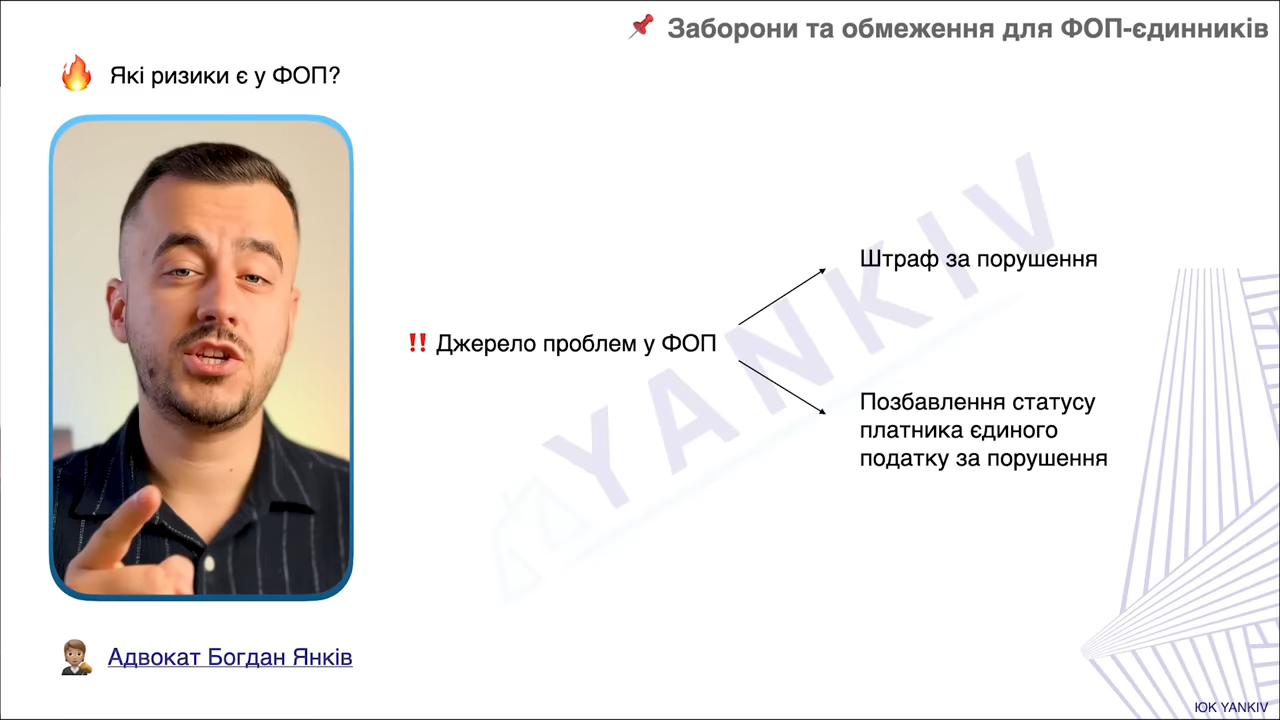 📌 Заборони та обмеження для ФОП-єдинників
🔥 Які ризики є у ФОП?
‼️ Джерело проблем у ФОП
Штраф за порушення
Позбавлення статусу
платника єдиного
податку за порушення
YANKIV
Адвокат Богдан Янків
ЮК YANKIV